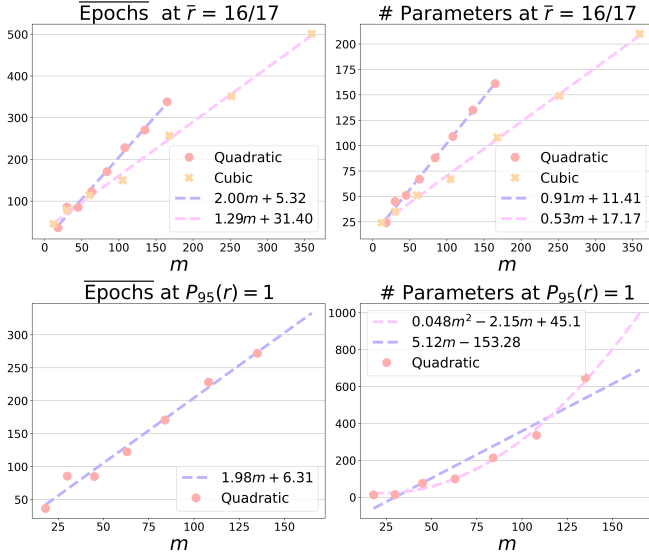 Epochs at r̄ = 16/17
500
400
300
200
100
Quadratic
Cubic
2.00m + 5.32
1.29m + 31.40
0 50 100 150 200 250 300 350
m
# Parameters at r̄ = 16/17
200
175
150
125
100
75
50
25
Quadratic
Cubic
0.91m + 11.41
0.53m + 17.17
0 50 100 150 200 250 300 350
m
Epochs at P₉₅(r) = 1
300
250
200
150
100
50
1.98m + 6.31
Quadratic
25 50 75 100 125 150
m
# Parameters at P₉₅(r) = 1
1000
800
600
400
200
0
0.048m² − 2.15m + 45.1
5.12m − 153.28
Quadratic
25 50 75 100 125 150
m